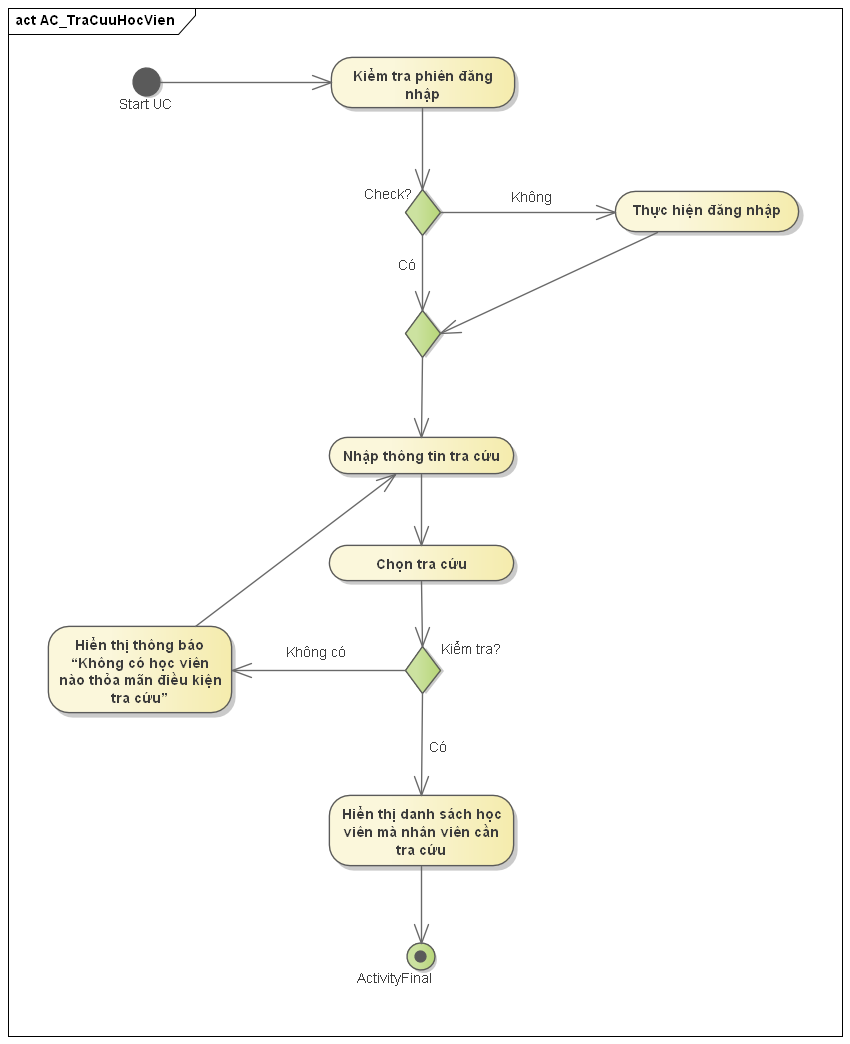 act AC_TraCuuHocVien
Start UC
Kiểm tra phiên đăng
nhập
Check?
Không
Thực hiện đăng nhập
Có
Nhập thông tin tra cứu
Chọn tra cứu
Kiểm tra?
Không có
Hiển thị thông báo
“Không có học viên
nào thỏa mãn điều kiện
tra cứu”
Có
Hiển thị danh sách học
viên mà nhân viên cần
tra cứu
ActivityFinal